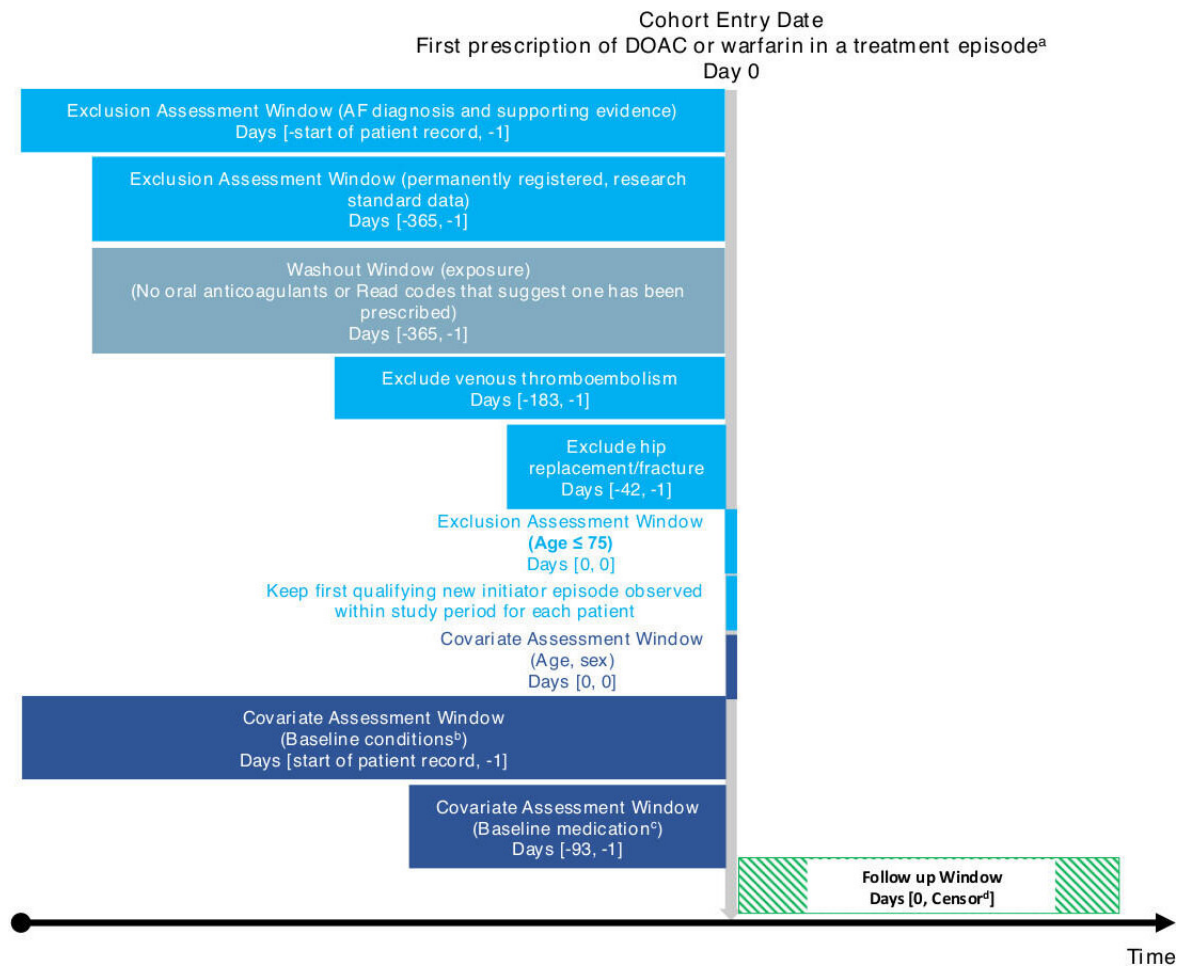 Cohort Entry Date
First prescription of DOAC or warfarin in a treatment episodeᵃ
Day 0
Exclusion Assessment Window (AF diagnosis and supporting evidence)
Days [-start of patient record, -1]
Exclusion Assessment Window (permanently registered, research
standard data)
Days [-365, -1]
Washout Window (exposure)
(No oral anticoagulants or Read codes that suggest one has been
prescribed)
Days [-365, -1]
Exclude venous thromboembolism
Days [-183, -1]
Exclude hip
replacement/fracture
Days [-42, -1]
Exclusion Assessment Window
(Age ≤ 75)
Days [0, 0]
Keep first qualifying new initiator episode observed
within study period for each patient
Covariate Assessment Window
(Age, sex)
Days [0, 0]
Covariate Assessment Window
(Baseline conditionsᵇ)
Days [start of patient record, -1]
Covariate Assessment Window
(Baseline medicationᶜ)
Days [-93, -1]
Follow up Window
Days [0, Censorᵈ]
Time